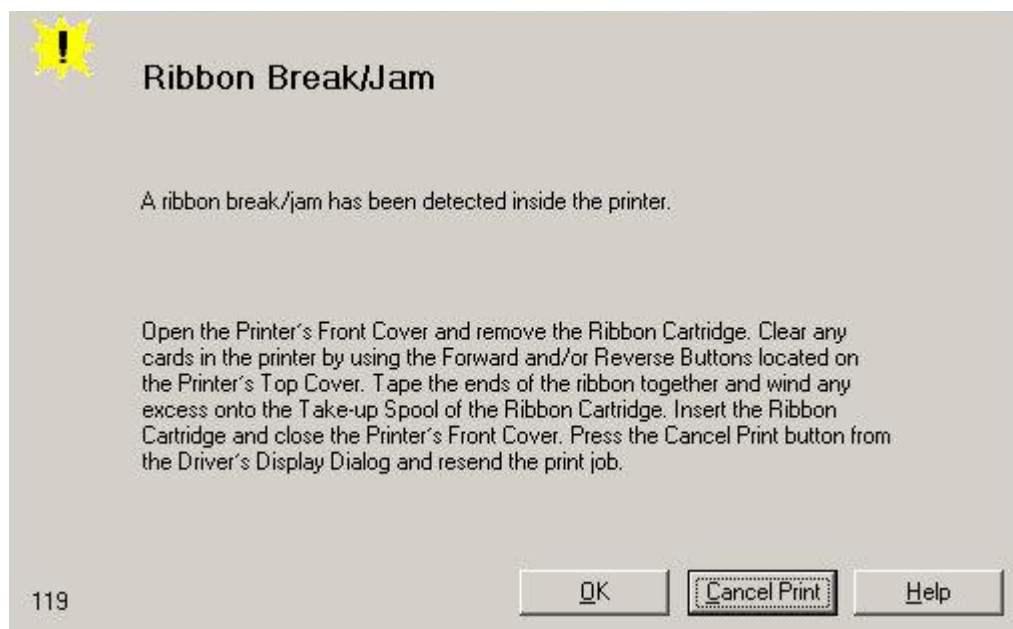 !
Ribbon Break/Jam
A ribbon break/jam has been detected inside the printer.
Open the Printer´s Front Cover and remove the Ribbon Cartridge. Clear any
cards in the printer by using the Forward and/or Reverse Buttons located on
the Printer´s Top Cover. Tape the ends of the ribbon together and wind any
excess onto the Take-up Spool of the Ribbon Cartridge. Insert the Ribbon
Cartridge and close the Printer´s Front Cover. Press the Cancel Print button from
the Driver´s Display Dialog and resend the print job.
119
OK Cancel Print Help